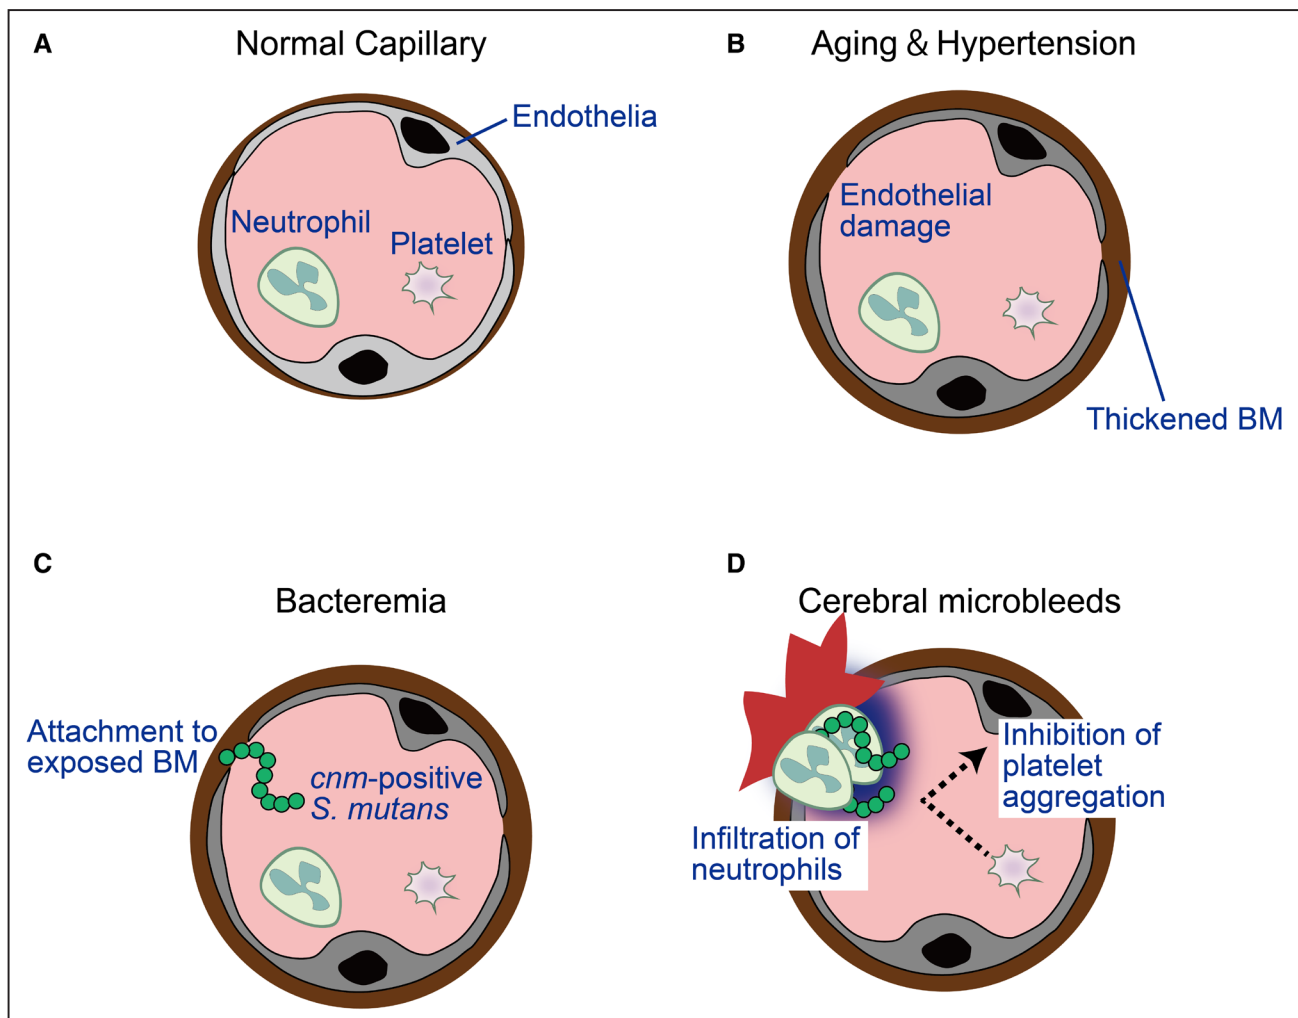 A
Normal Capillary
Endothelia
Neutrophil
Platelet
B
Aging & Hypertension
Endothelial
damage
Thickened BM
C
Bacteremia
Attachment to
exposed BM
cnm-positive
S. mutans
D
Cerebral microbleeds
Inhibition of
platelet
aggregation
Infiltration of
neutrophils